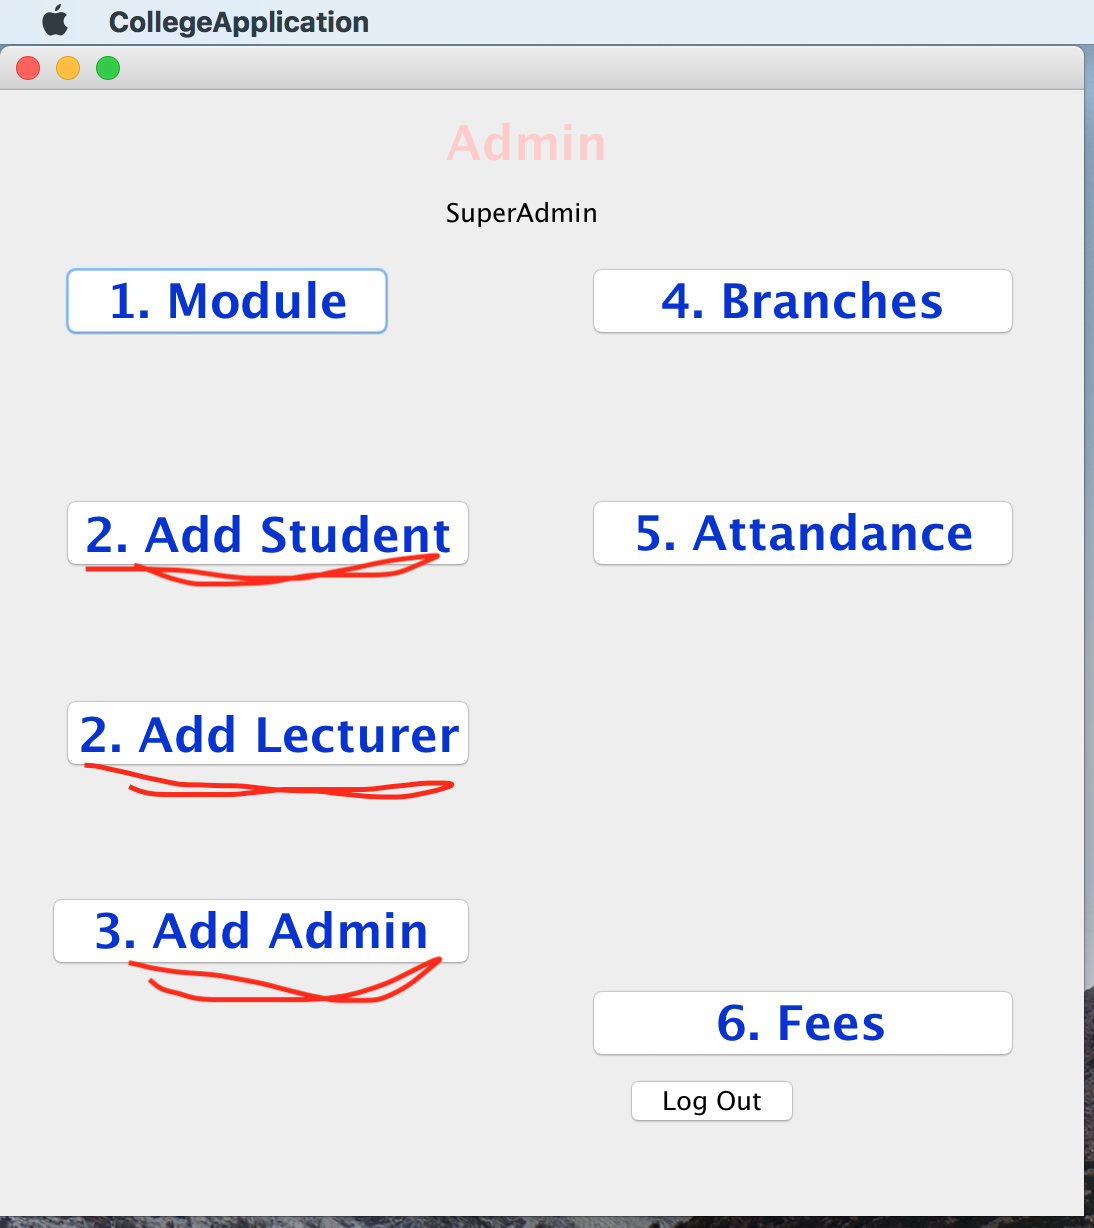 CollegeApplication
Admin
SuperAdmin
1. Module
4. Branches
2. Add Student
5. Attandance
2. Add Lecturer
3. Add Admin
6. Fees
Log Out